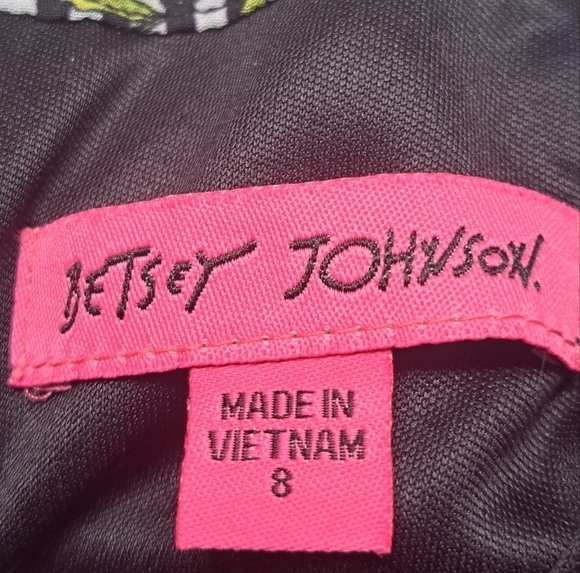 BETSEY JOHNSON.
MADE IN
VIETNAM
8